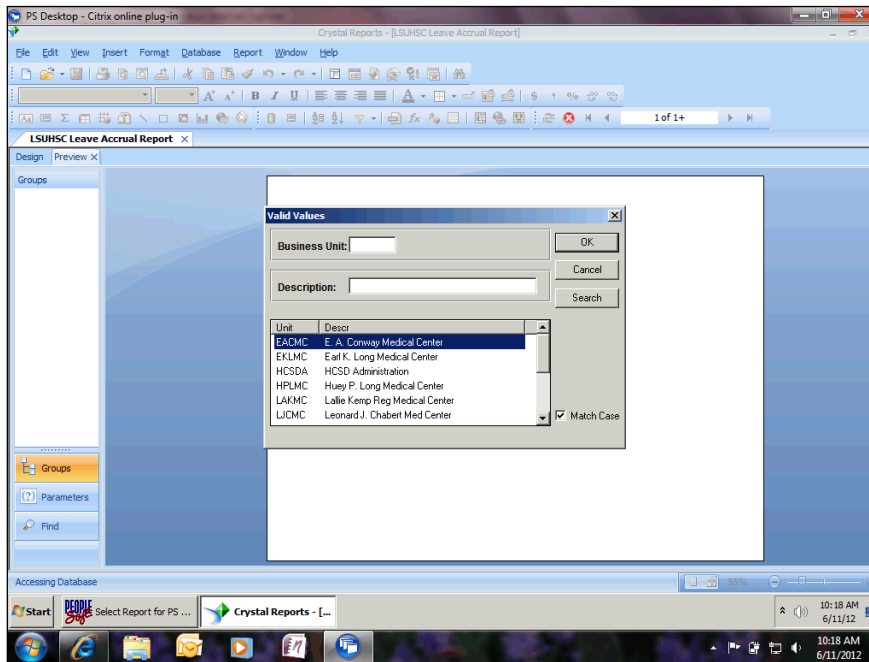 PS Desktop - Citrix online plug-in
Crystal Reports - [LSUHSC Leave Accrual Report]
File Edit View Insert Format Database Report Window Help
1 of 1+
LSUHSC Leave Accrual Report
Design Preview
Groups
Valid Values
Business Unit:
OK
Cancel
Description:
Search
Unit Descr
EACMC E. A. Conway Medical Center
EKLMC Earl K. Long Medical Center
HCSDA HCSD Administration
HPLMC Huey P. Long Medical Center
LAKMC Lallie Kemp Reg Medical Center
LJCMC Leonard J. Chabert Med Center
Match Case
Groups
Parameters
Find
Accessing Database
55%
Start
PEOPLE Soft
Select Report for PS ...
Crystal Reports - [...
10:18 AM
6/11/12
10:18 AM
6/11/2012